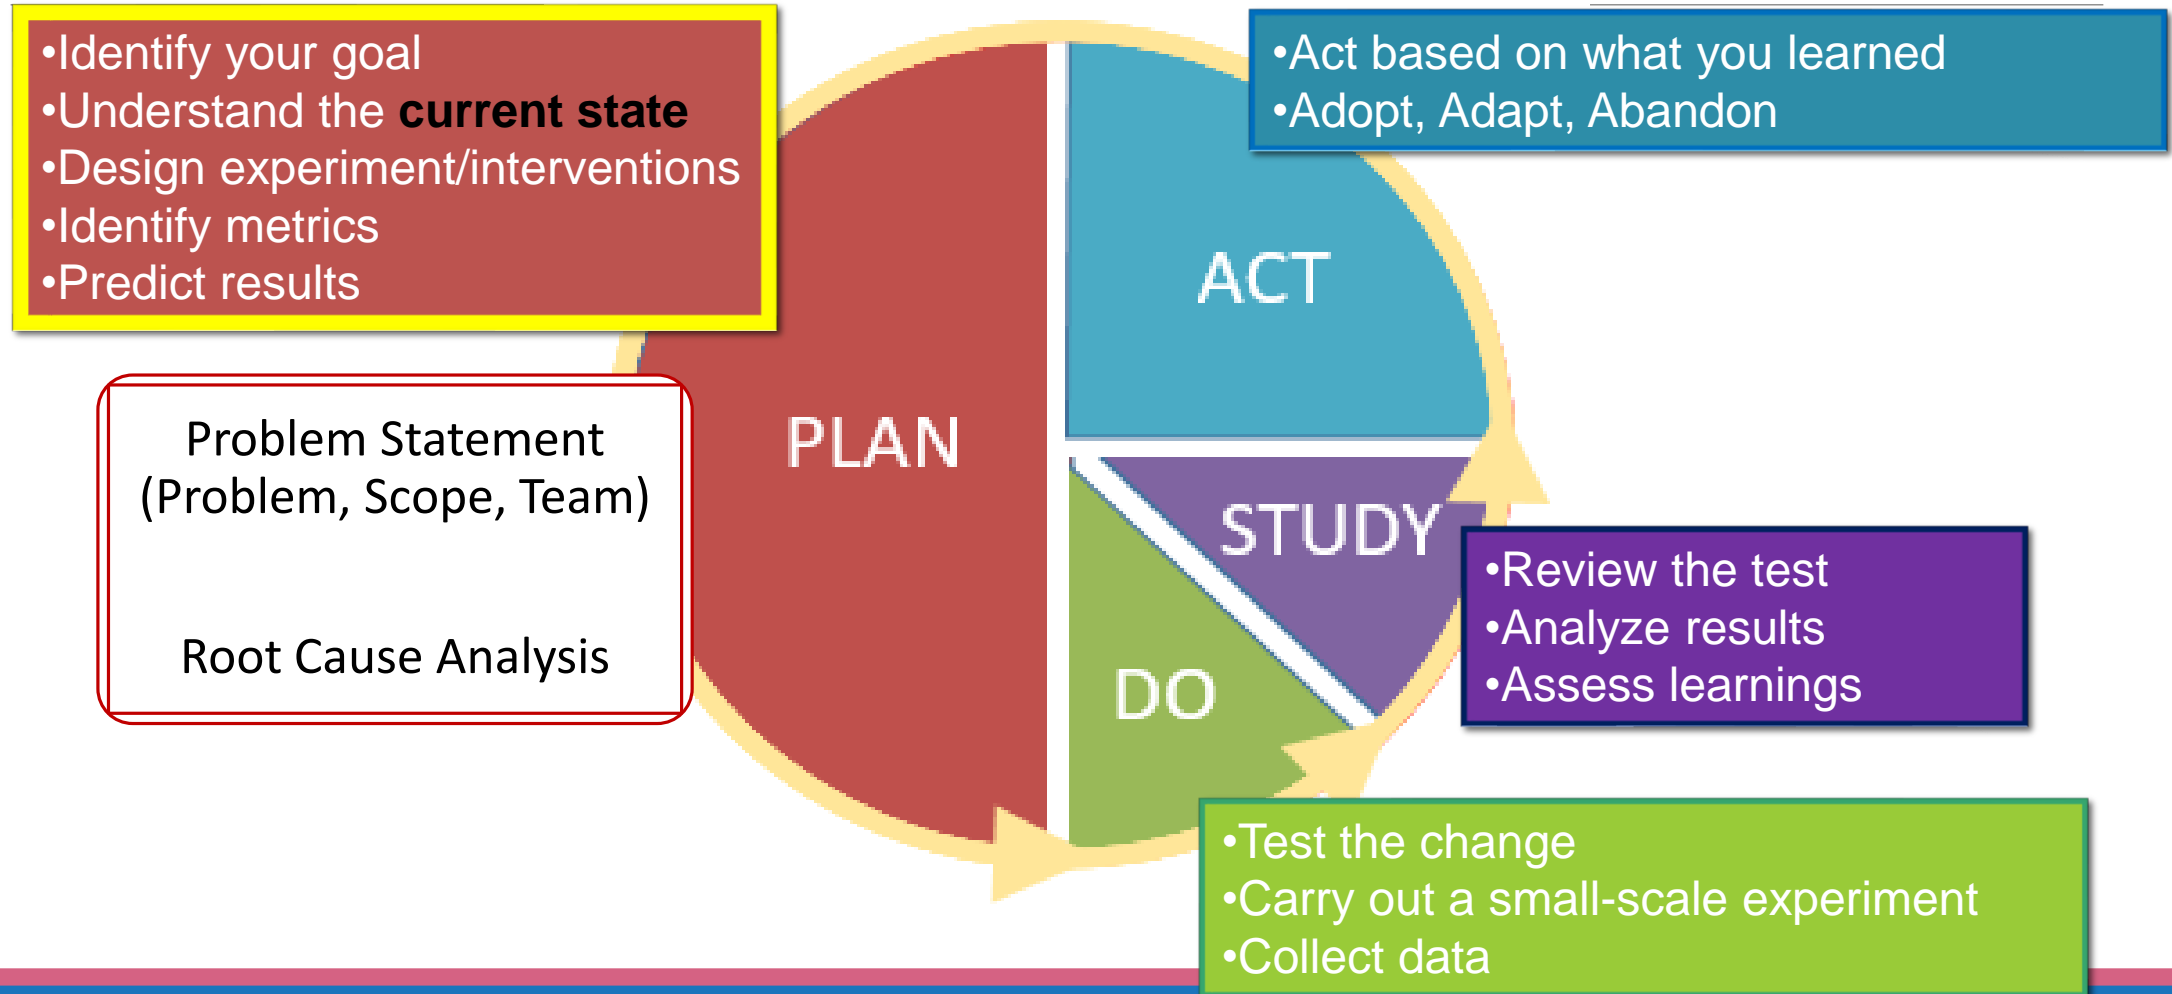 •Identify your goal
•Understand the current state
•Design experiment/interventions
•Identify metrics
•Predict results
•Act based on what you learned
•Adopt, Adapt, Abandon
ACT
PLAN
Problem Statement
(Problem, Scope, Team)
Root Cause Analysis
STUDY
•Review the test
•Analyze results
•Assess learnings
DO
•Test the change
•Carry out a small-scale experiment
•Collect data